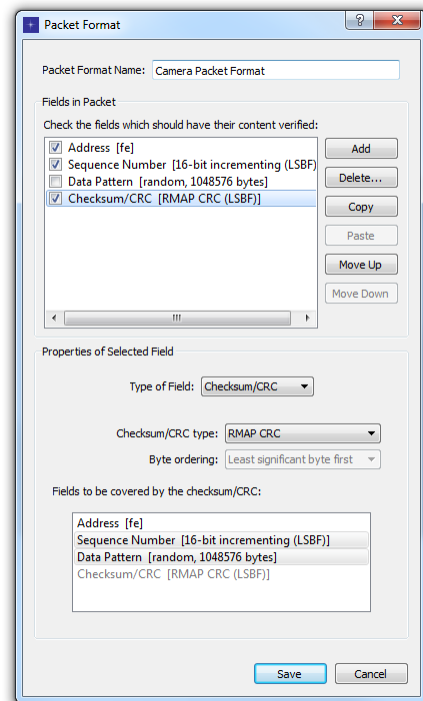 Packet Format
Packet Format Name: Camera Packet Format
Fields in Packet
Check the fields which should have their content verified:
Address [fe]
Sequence Number [16-bit incrementing (LSBF)
Data Pattern [random, 1048576 bytes]
Checksum/CRC [RMAP CRC (LSBF)]
Add
Delete...
Copy
Paste
Move Up
Move Down
Properties of Selected Field
Type of Field: Checksum/CRC
Checksum/CRC type: RMAP CRC
Byte ordering: Least significant byte first
Fields to be covered by the checksum/CRC:
Address [fe]
Sequence Number [16-bit incrementing (LSBF)]
Data Pattern [random, 1048576 bytes]
Checksum/CRC [RMAP CRC (LSBF)]
Save Cancel